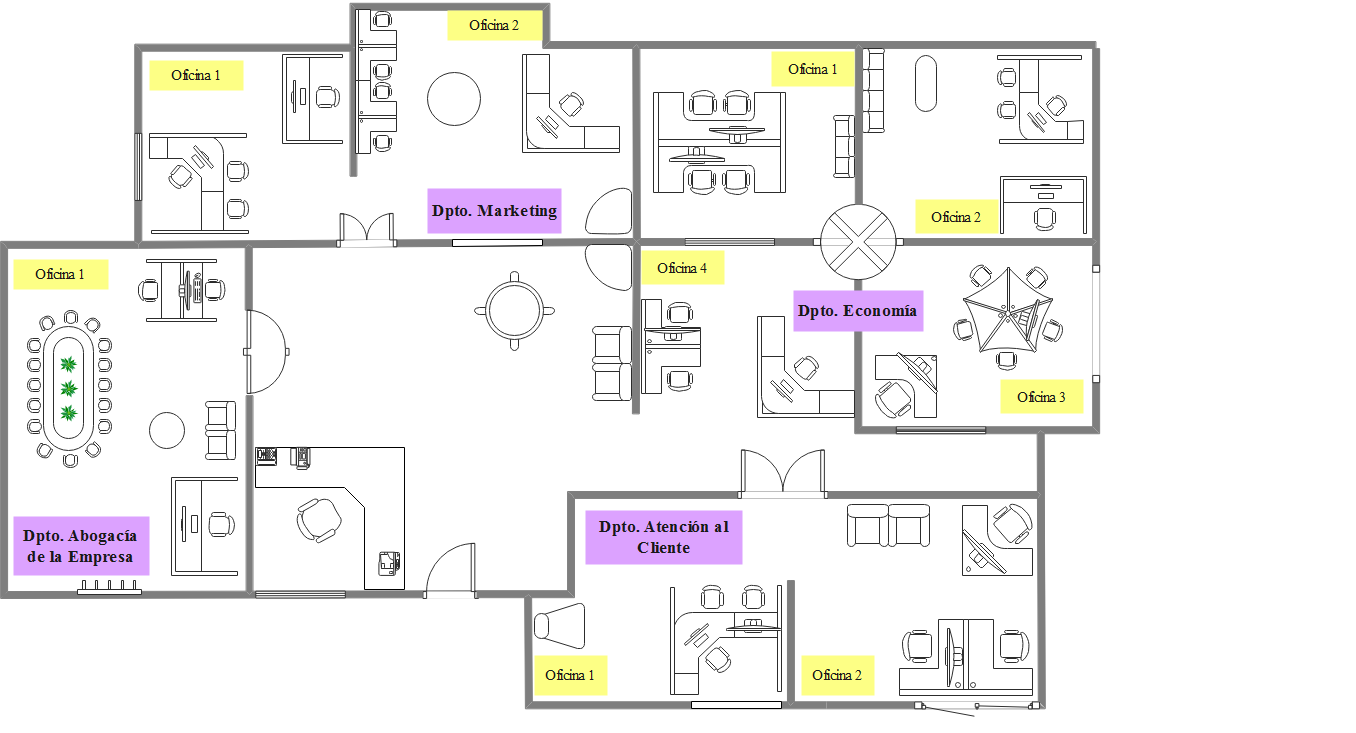 Oficina 2
Oficina 1
Oficina 1
Dpto. Marketing
Oficina 2
Oficina 1
Oficina 4
Dpto. Economía
Oficina 3
Dpto. Abogacía
de la Empresa
Dpto. Atención al
Cliente
Oficina 1
Oficina 2